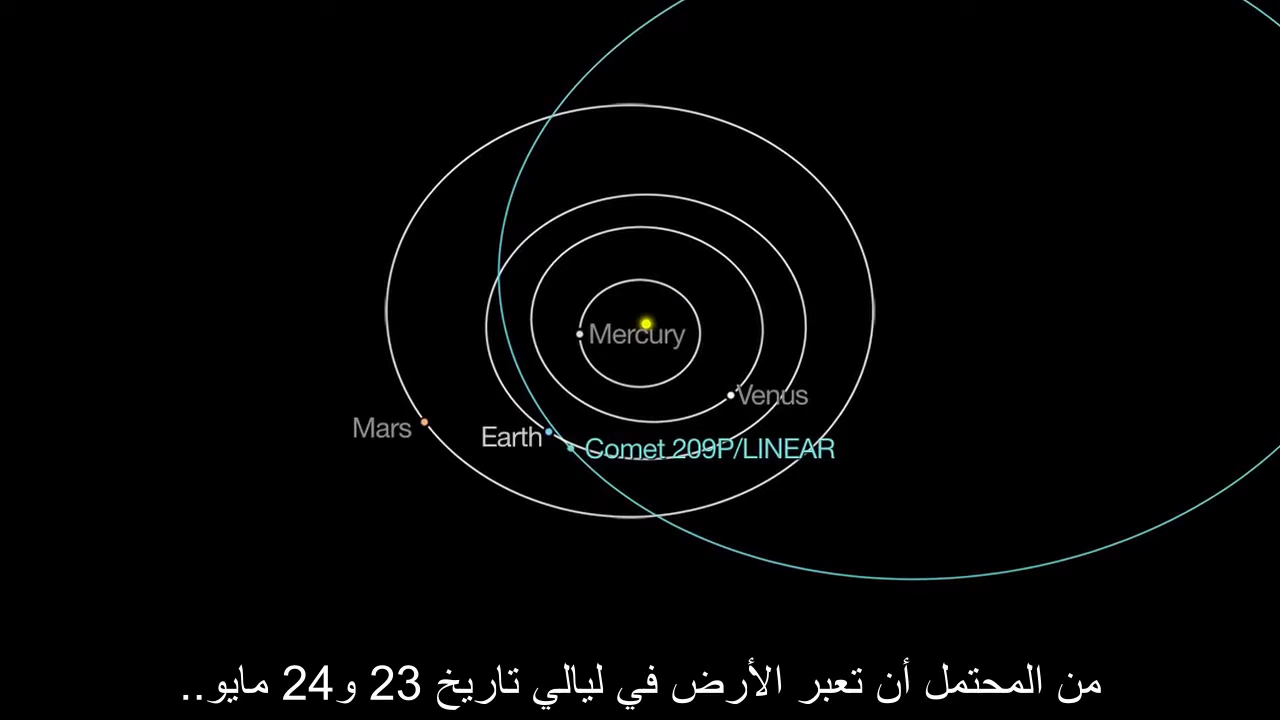 Mercury
Venus
Mars
Earth
Comet 209P/LINEAR
من المحتمل أن تعبر الأرض في ليالي تاريخ 23 و24 مايو..